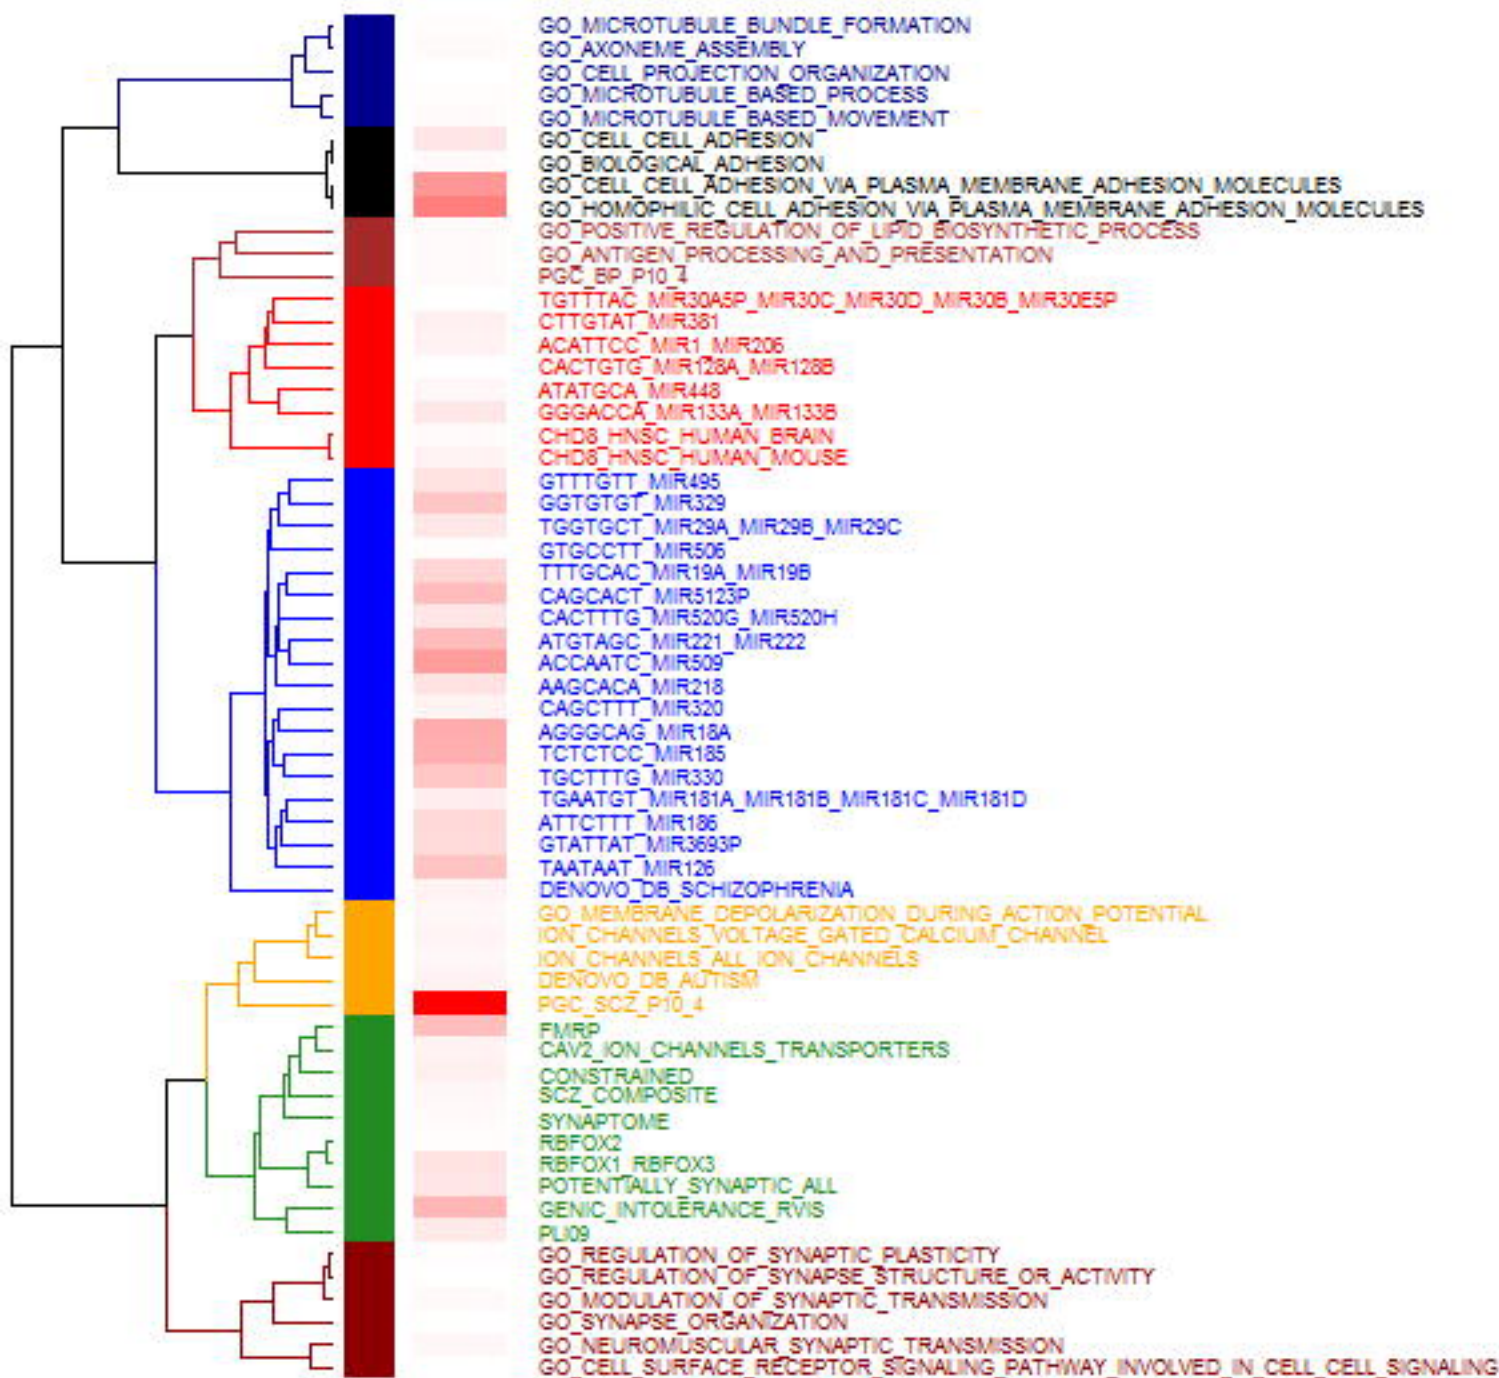 GO_MICROTUBULE_BUNDLE_FORMATION
GO_AXONEME_ASSEMBLY
GO_CELL_PROJECTION_ORGANIZATION
GO_MICROTUBULE_BASED_PROCESS
GO_MICROTUBULE_BASED_MOVEMENT
GO_CELL_CELL_ADHESION
GO_BIOLOGICAL_ADHESION
GO_CELL_CELL_ADHESION_VIA_PLASMA_MEMBRANE_ADHESION_MOLECULES
GO_HOMOPHILIC_CELL_ADHESION_VIA_PLASMA_MEMBRANE_ADHESION_MOLECULES
GO_POSITIVE_REGULATION_OF_LIPID_BIOSYNTHETIC_PROCESS
GO_ANTIGEN_PROCESSING_AND_PRESENTATION
PGC_BP_P10_4
TGTTTAC_MIR30A5P_MIR30C_MIR30D_MIR30B_MIR30E5P
CTTGTAT_MIR381
ACATTCC_MIR1_MIR206
CACTGTG_MIR128A_MIR128B
ATATGCA_MIR448
GGGACCA_MIR133A_MIR133B
CHD8_HNSC_HUMAN_BRAIN
CHD8_HNSC_HUMAN_MOUSE
GTTTGTT_MIR495
GGTGTGT_MIR329
TGGTGCT_MIR29A_MIR29B_MIR29C
GTGCCTT_MIR506
TTTGCAC_MIR19A_MIR19B
CAGCACT_MIR5123P
CACTTTG_MIR520G_MIR520H
ATGTAGC_MIR221_MIR222
ACCAATC_MIR509
AAGCACA_MIR218
CAGCTTT_MIR320
AGGGCAG_MIR18A
TCTCTCC_MIR185
TGCTTTG_MIR330
TGAATGT_MIR181A_MIR181B_MIR181C_MIR181D
ATTCTTT_MIR186
GTATTAT_MIR3693P
TAATAAT_MIR126
DENOVO_DB_SCHIZOPHRENIA
GO_MEMBRANE_DEPOLARIZATION_DURING_ACTION_POTENTIAL
ION_CHANNELS_VOLTAGE_GATED_CALCIUM_CHANNEL
ION_CHANNELS_ALL_ION_CHANNELS
DENOVO_DB_AUTISM
PGC_SCZ_P10_4
FMRP
CAV2_ION_CHANNELS_TRANSPORTERS
CONSTRAINED
SCZ_COMPOSITE
SYNAPTOME
RBFOX2
RBFOX1_RBFOX3
POTENTIALLY_SYNAPTIC_ALL
GENIC_INTOLERANCE_RVIS
PLI09
GO_REGULATION_OF_SYNAPTIC_PLASTICITY
GO_REGULATION_OF_SYNAPSE_STRUCTURE_OR_ACTIVITY
GO_MODULATION_OF_SYNAPTIC_TRANSMISSION
GO_SYNAPSE_ORGANIZATION
GO_NEUROMUSCULAR_SYNAPTIC_TRANSMISSION
GO_CELL_SURFACE_RECEPTOR_SIGNALING_PATHWAY_INVOLVED_IN_CELL_CELL_SIGNALING